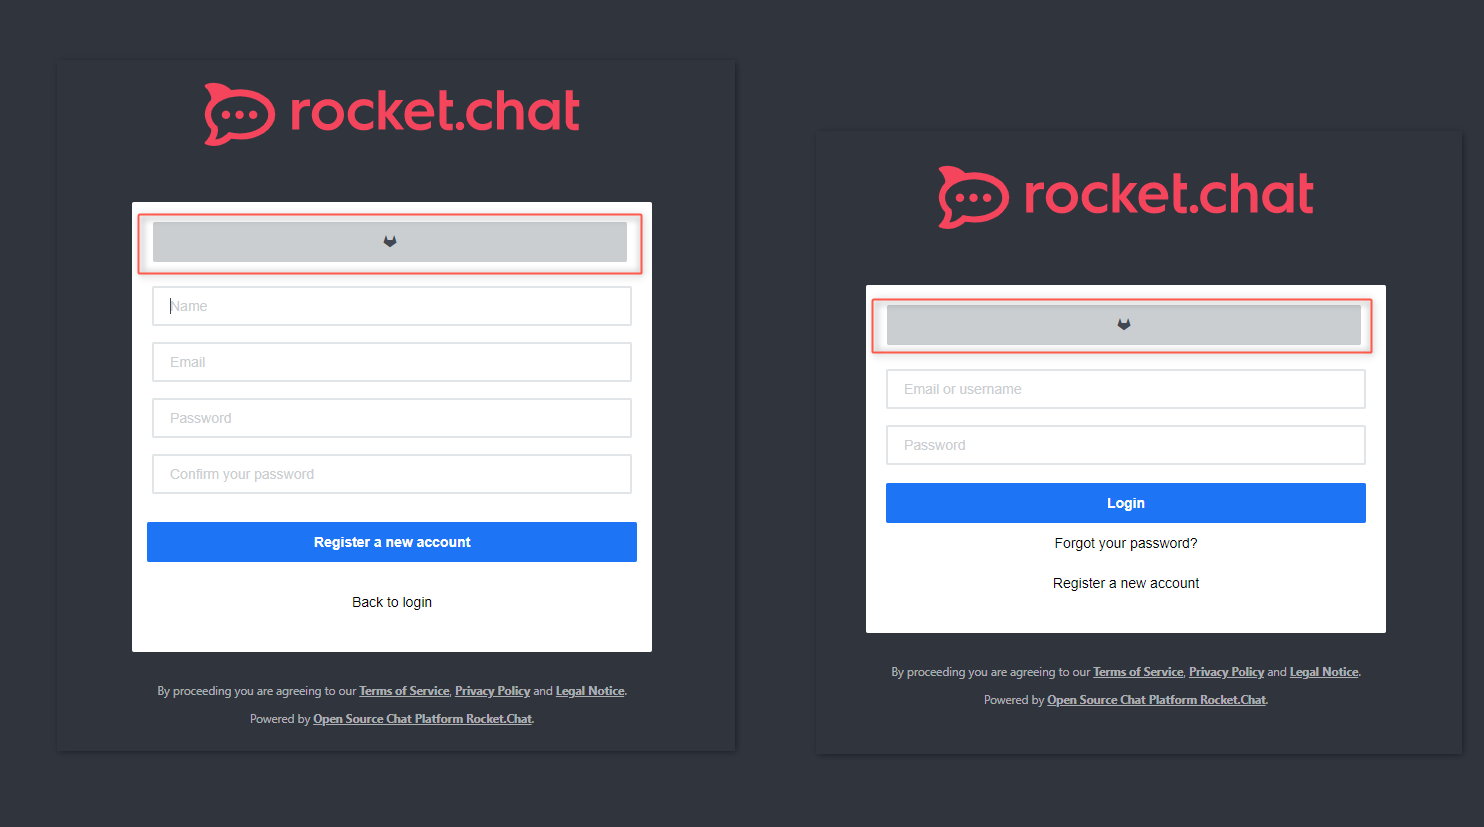 rocket.chat
Name
Email
Password
Confirm your password
Register a new account
Back to login
By proceeding you are agreeing to our Terms of Service, Privacy Policy and Legal Notice.
Powered by Open Source Chat Platform Rocket.Chat.
rocket.chat
Email or username
Password
Login
Forgot your password?
Register a new account
By proceeding you are agreeing to our Terms of Service, Privacy Policy and Legal Notice.
Powered by Open Source Chat Platform Rocket.Chat.